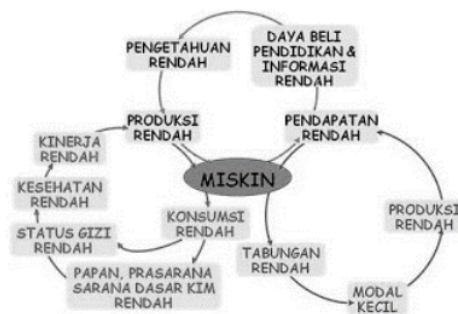 DAYA BELI
PENDIDIKAN &
INFORMASI
RENDAH
PENGETAHUAN
RENDAH
PRODUKSI
RENDAH
PENDAPATAN
RENDAH
KINERJA
RENDAH
MISKIN
KESEHATAN
RENDAH
KONSUMSI
RENDAH
PRODUKSI
RENDAH
STATUS GIZI
RENDAH
TABUNGAN
RENDAH
PAPAN, PRASARANA
SARANA DASAR KIM
RENDAH
MODAL
KECIL